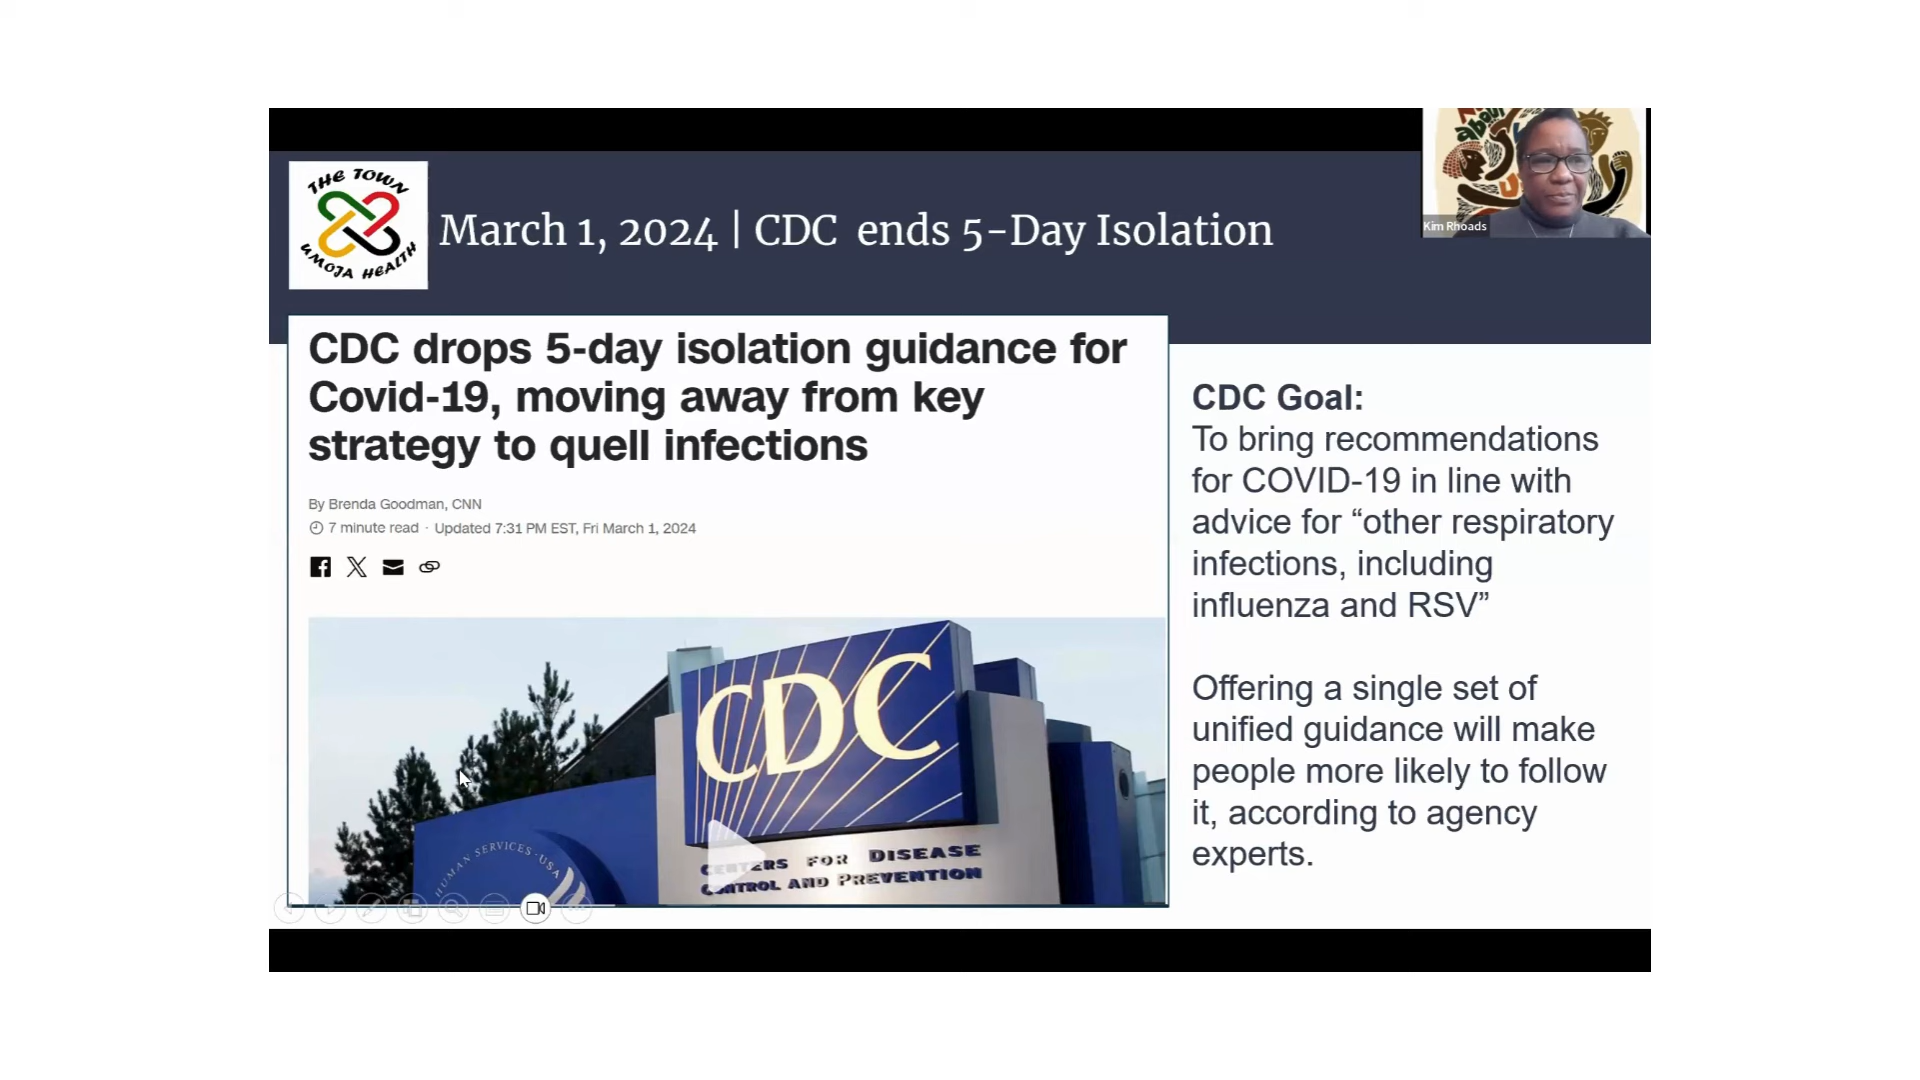 THE TOWN
UMOJA HEALTH
March 1, 2024 | CDC ends 5-Day Isolation
About
Kim Rhoads
CDC drops 5-day isolation guidance for
Covid-19, moving away from key
strategy to quell infections
By Brenda Goodman, CNN
7 minute read · Updated 7:31 PM EST, Fri March 1, 2024
CDC
HUMAN SERVICES · USA
CENTERS FOR DISEASE
CONTROL AND PREVENTION
CDC Goal:
To bring recommendations
for COVID-19 in line with
advice for “other respiratory
infections, including
influenza and RSV”
Offering a single set of
unified guidance will make
people more likely to follow
it, according to agency
experts.